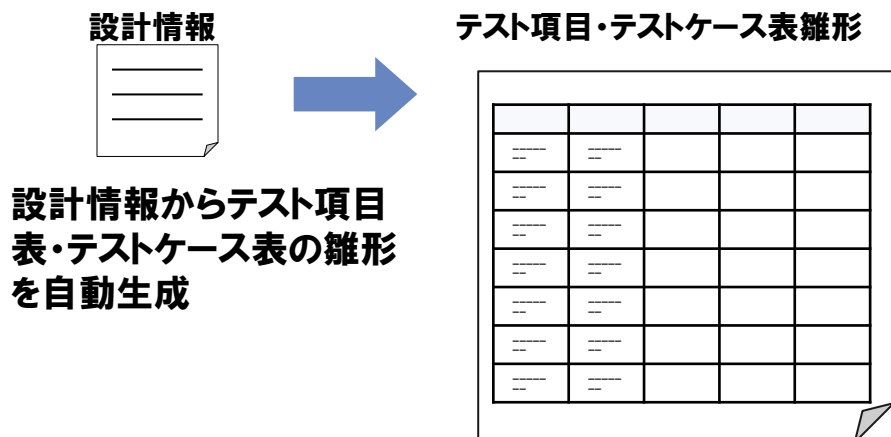 設計情報
テスト項目・テストケース表雛形
設計情報からテスト項目
表・テストケース表の雛形
を自動生成